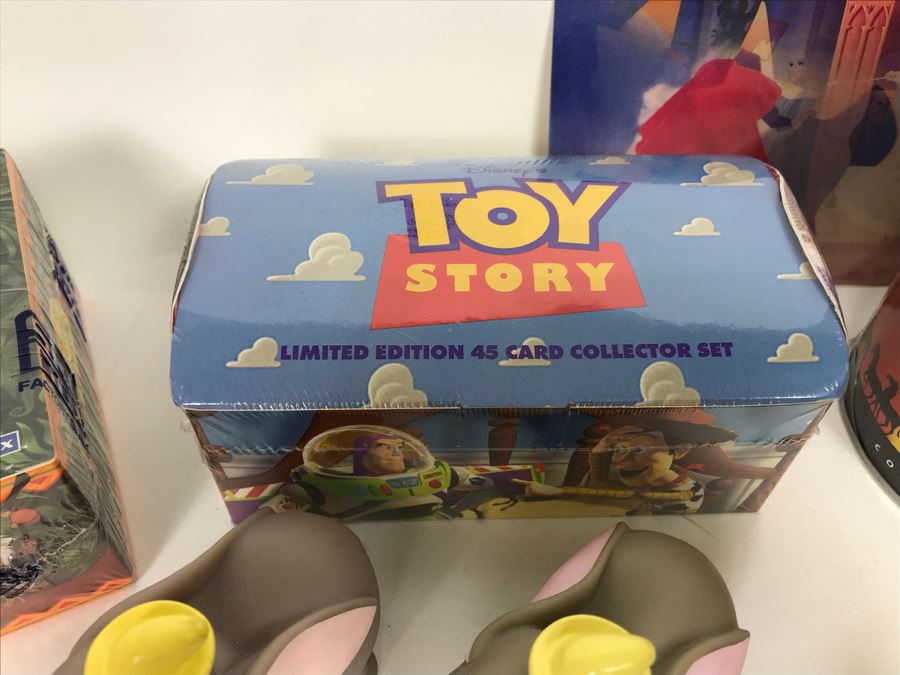 Disney's
TOY
STORY
LIMITED EDITION 45 CARD COLLECTOR SET